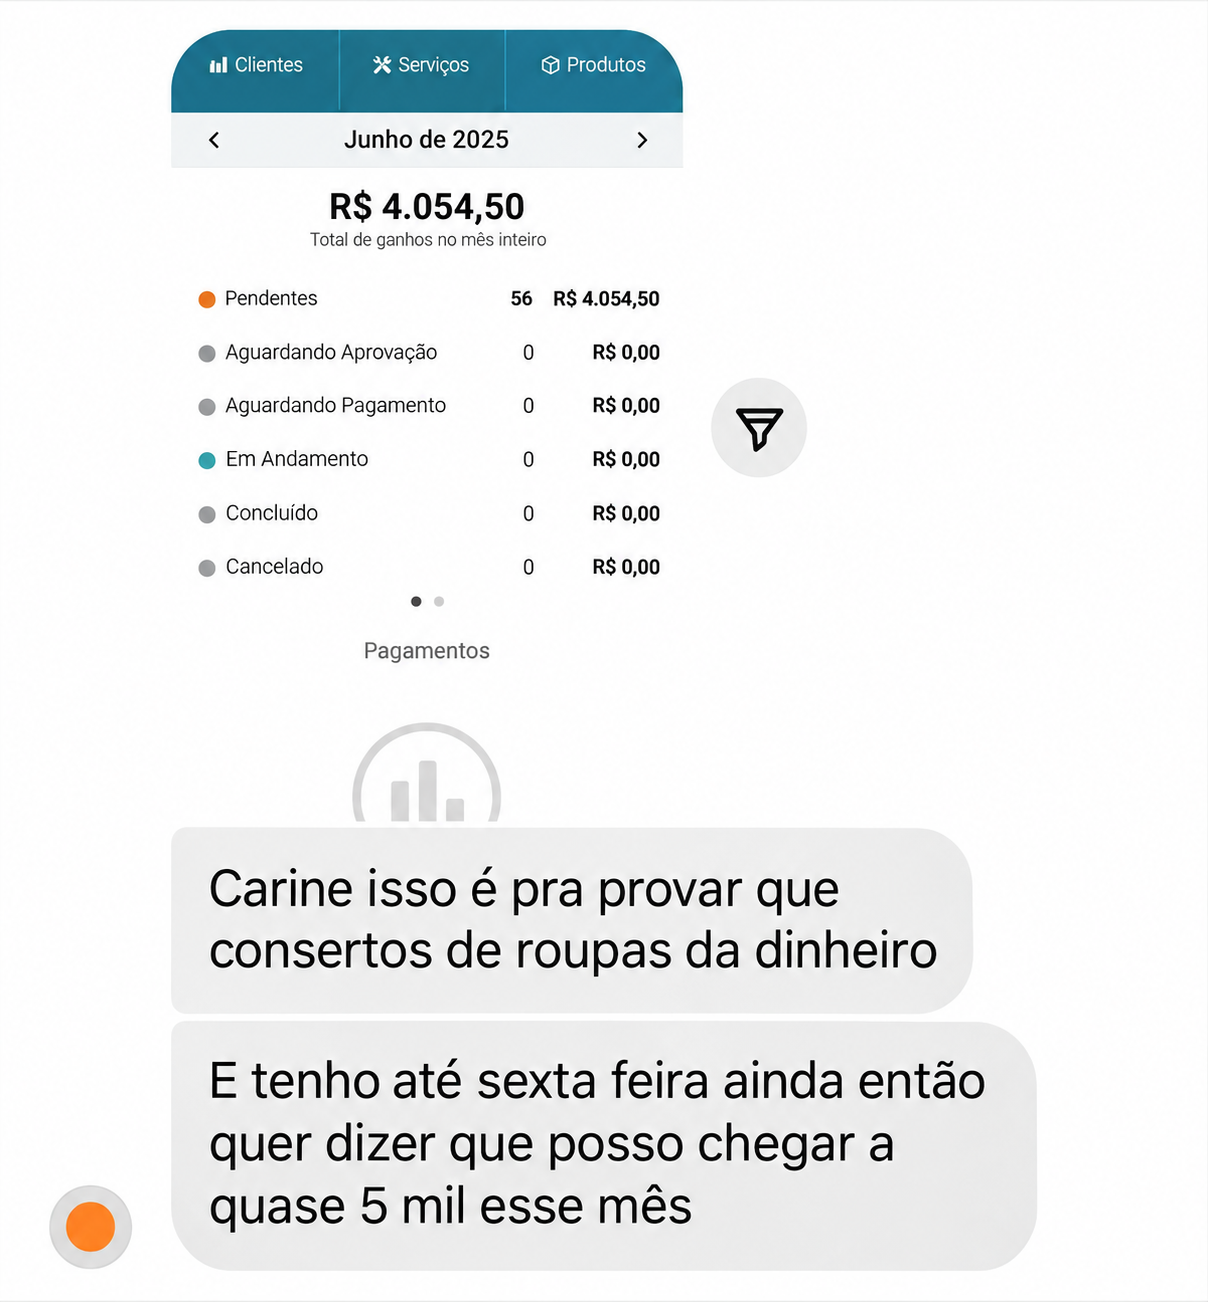 Clientes Serviços Produtos
Junho de 2025
R$ 4.054,50
Total de ganhos no mês inteiro
Pendentes 56 R$ 4.054,50
Aguardando Aprovação 0 R$ 0,00
Aguardando Pagamento 0 R$ 0,00
Em Andamento 0 R$ 0,00
Concluído 0 R$ 0,00
Cancelado 0 R$ 0,00
Pagamentos
Carine isso é pra provar que
consertos de roupas da dinheiro
E tenho até sexta feira ainda então
quer dizer que posso chegar a
quase 5 mil esse mês